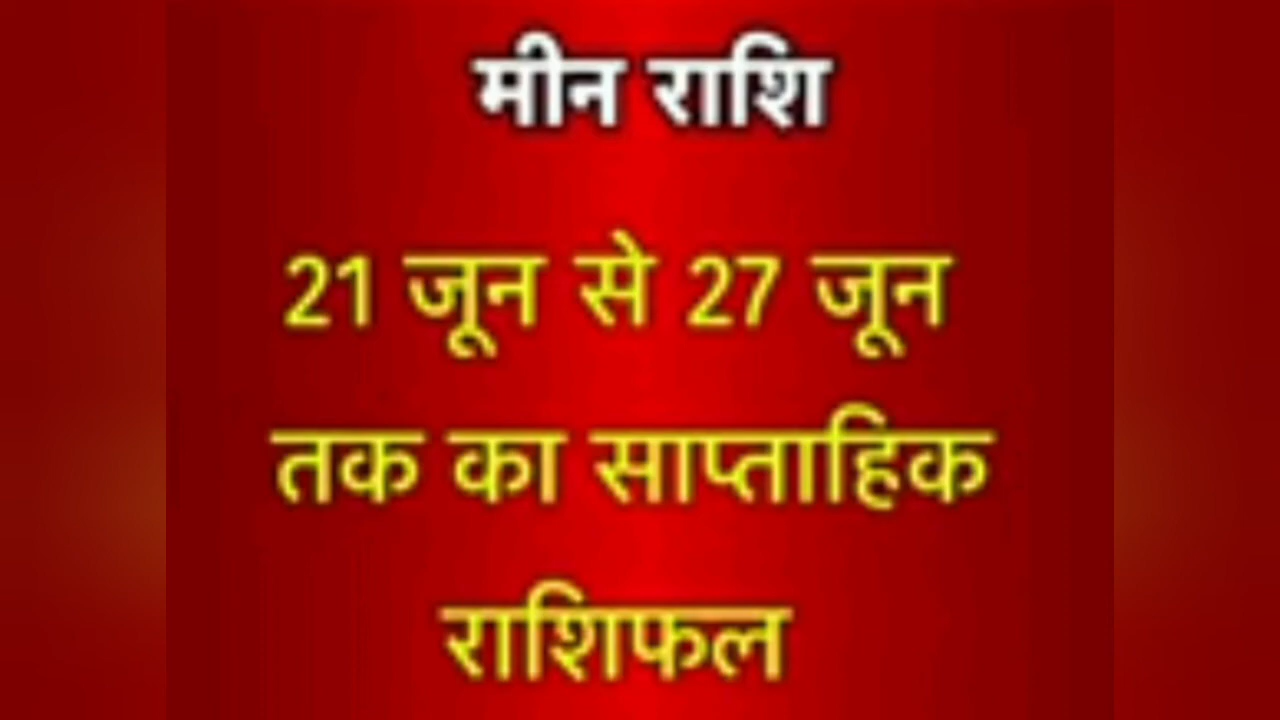 मीन राशि
21 जून से 27 जून
तक का साप्ताहिक
राशिफल